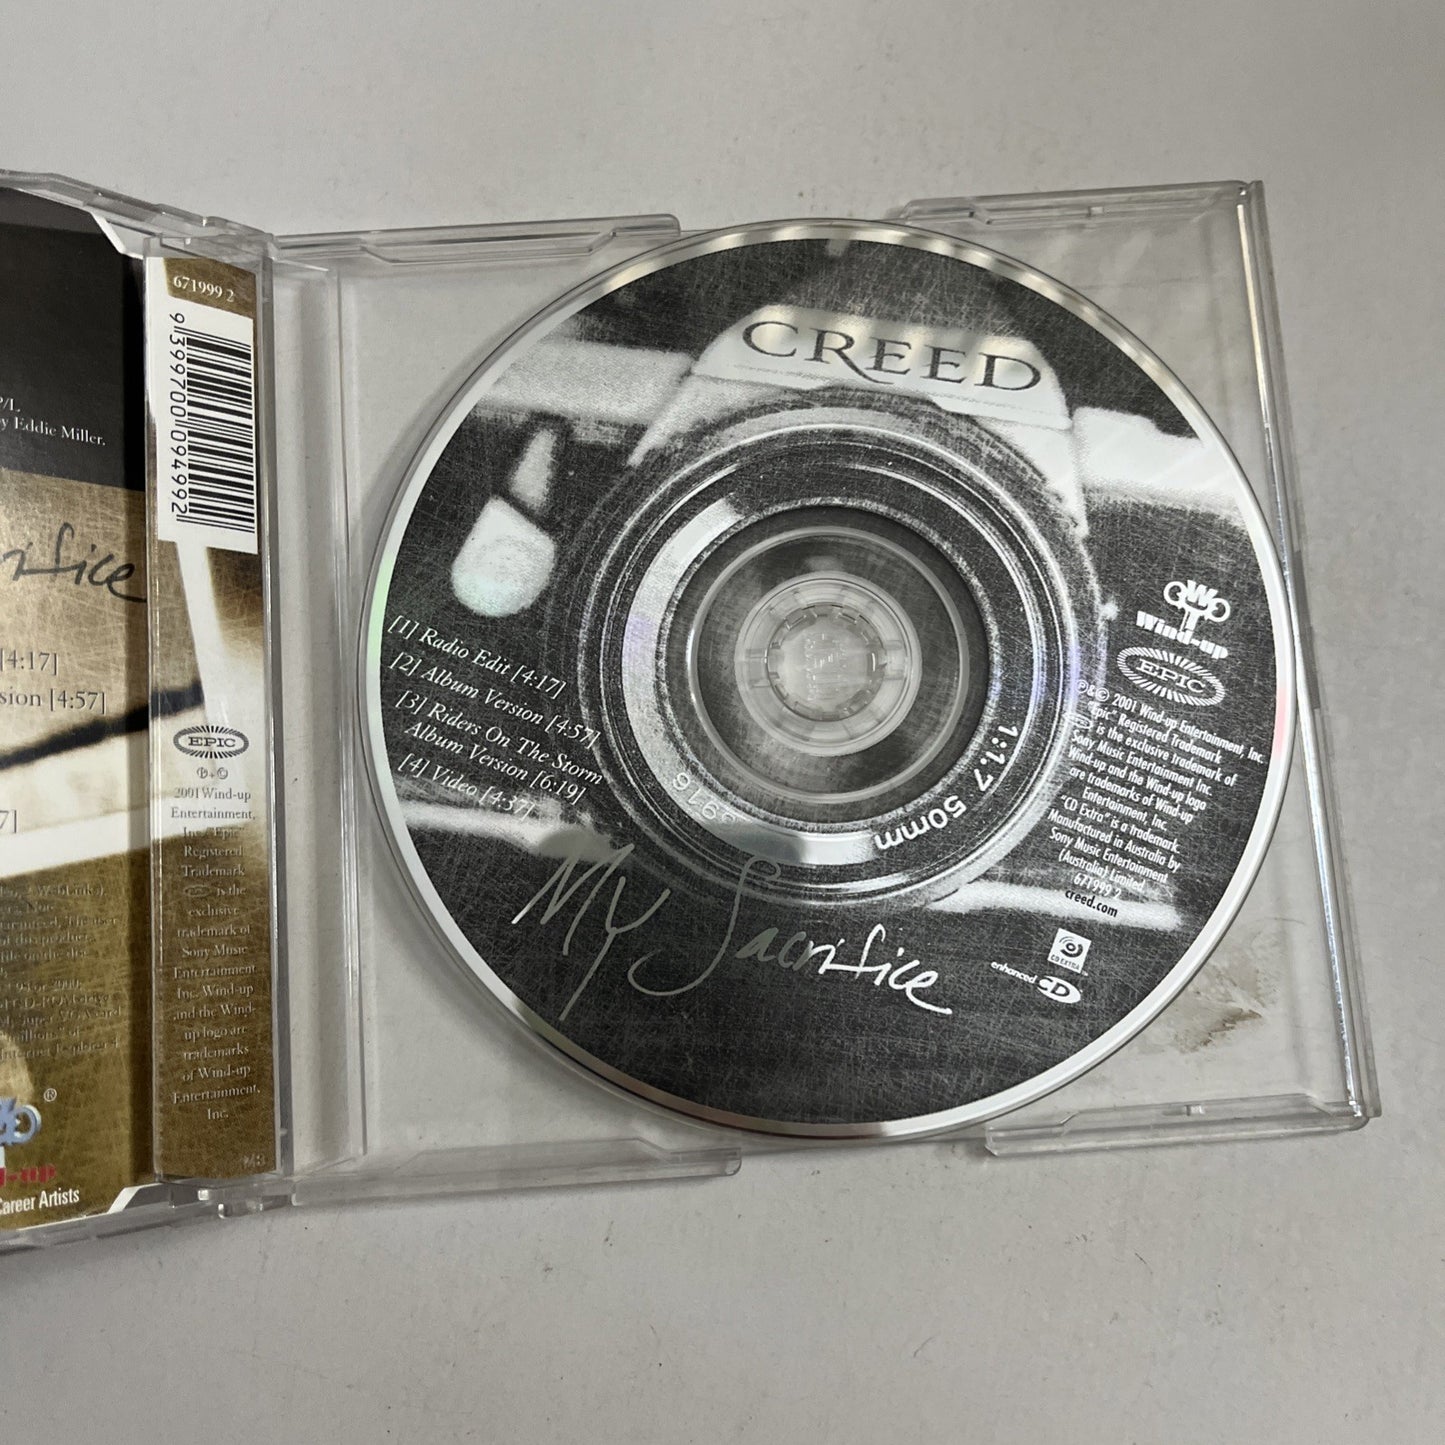 P/L
by Eddie Miller.
rifice
[4:17]
sion [4:57]
7]
®
-up
Career Artists
671999 2
9 399700 094992
EPIC
℗+©
2001 Wind-up
Entertainment,
Inc. "Epic"
Registered
Trademark
is the
exclusive
trademark of
Sony Music
Entertainment
Inc. Wind-up
and the Wind-
up logo are
trademarks
of Wind-up
Entertainment,
Inc.
CREED
[1] Radio Edit [4:17]
[2] Album Version [4:57]
[3] Riders On The Storm
Album Version [6:19]
[4] Video [4:37]
1:1.7 50mm
My Sacrifice
Wind-up
EPIC
℗&© 2001 Wind-up Entertainment, Inc.
"Epic" Registered Trademark
is the exclusive trademark of
Sony Music Entertainment Inc.
Wind-up and the Wind-up logo
are trademarks of Wind-up
Entertainment, Inc.
"CD Extra" is a trademark.
Manufactured in Australia by
Sony Music Entertainment
(Australia) Limited.
671999 2
creed.com
CD EXTRA
enhanced CD